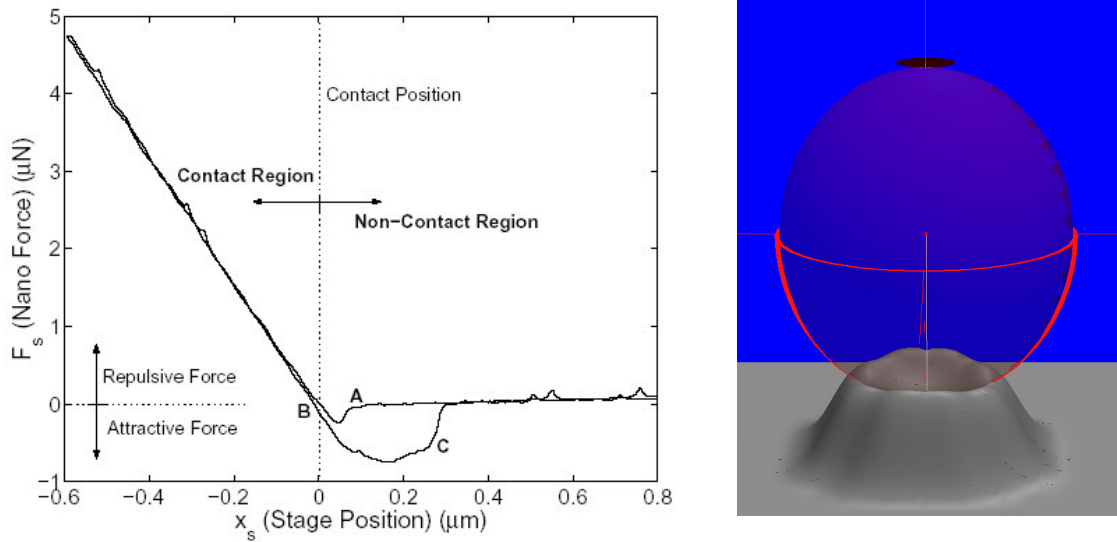 5
4
3
2
1
0
−1
F_s (Nano Force) (μN)
Contact Position
Contact Region
Non−Contact Region
Repulsive Force
Attractive Force
A
B
C
−0.6 −0.4 −0.2 0 0.2 0.4 0.6 0.8
x_s (Stage Position) (μm)